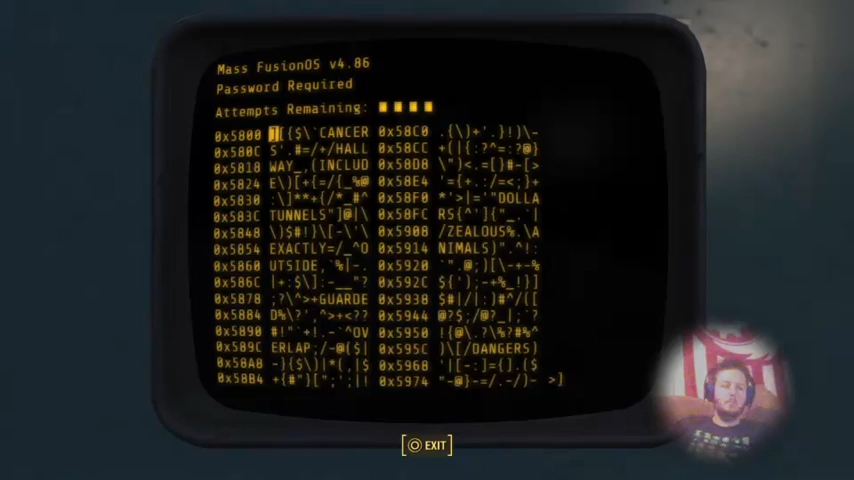 Mass FusionOS v4.86
Password Required
Attempts Remaining: ■ ■ ■ ■
0x5800 ][{$\`CANCER 0x58C0 .{\)+'.}!)\-
0x580C S'.#=/+/HALL 0x58CC +(|{:?^=:?@}
0x5818 WAY_,(INCLUD 0x58D8 \")<.=[)#-[>
0x5824 E\)[+{=/{_%@ 0x58E4 '={+.:/=<;}+
0x5830 :\]**+{/*_#^ 0x58F0 *'>|='"DOLLA
0x583C TUNNELS"]@|\ 0x58FC RS{^']{"_.`|
0x5848 \)$#!}\[-\'\ 0x5908 /ZEALOUS%.\A
0x5854 EXACTLY=/_^O 0x5914 NIMALS)".^!:
0x5860 UTSIDE,`%|-. 0x5920 `".@;)[\-+-%
0x586C |+:$\]:-__"? 0x592C ${');-+%_!}]
0x5878 ;?\^>+GUARDE 0x5938 $#|/|:)#^/([
0x5884 D%\?',^>+<?? 0x5944 @?$;/@?_|;`?
0x5890 #!"`+!.-`^OV 0x5950 !{@\.?\%?#%^
0x589C ERLAP;/-@($| 0x595C )\[/DANGERS)
0x58A8 -}{$\)|*(,|$ 0x5968 '|[-:]={].($
0x58B4 +{#")[";';|| 0x5974 "-@}-=/.-/)- >]
EXIT